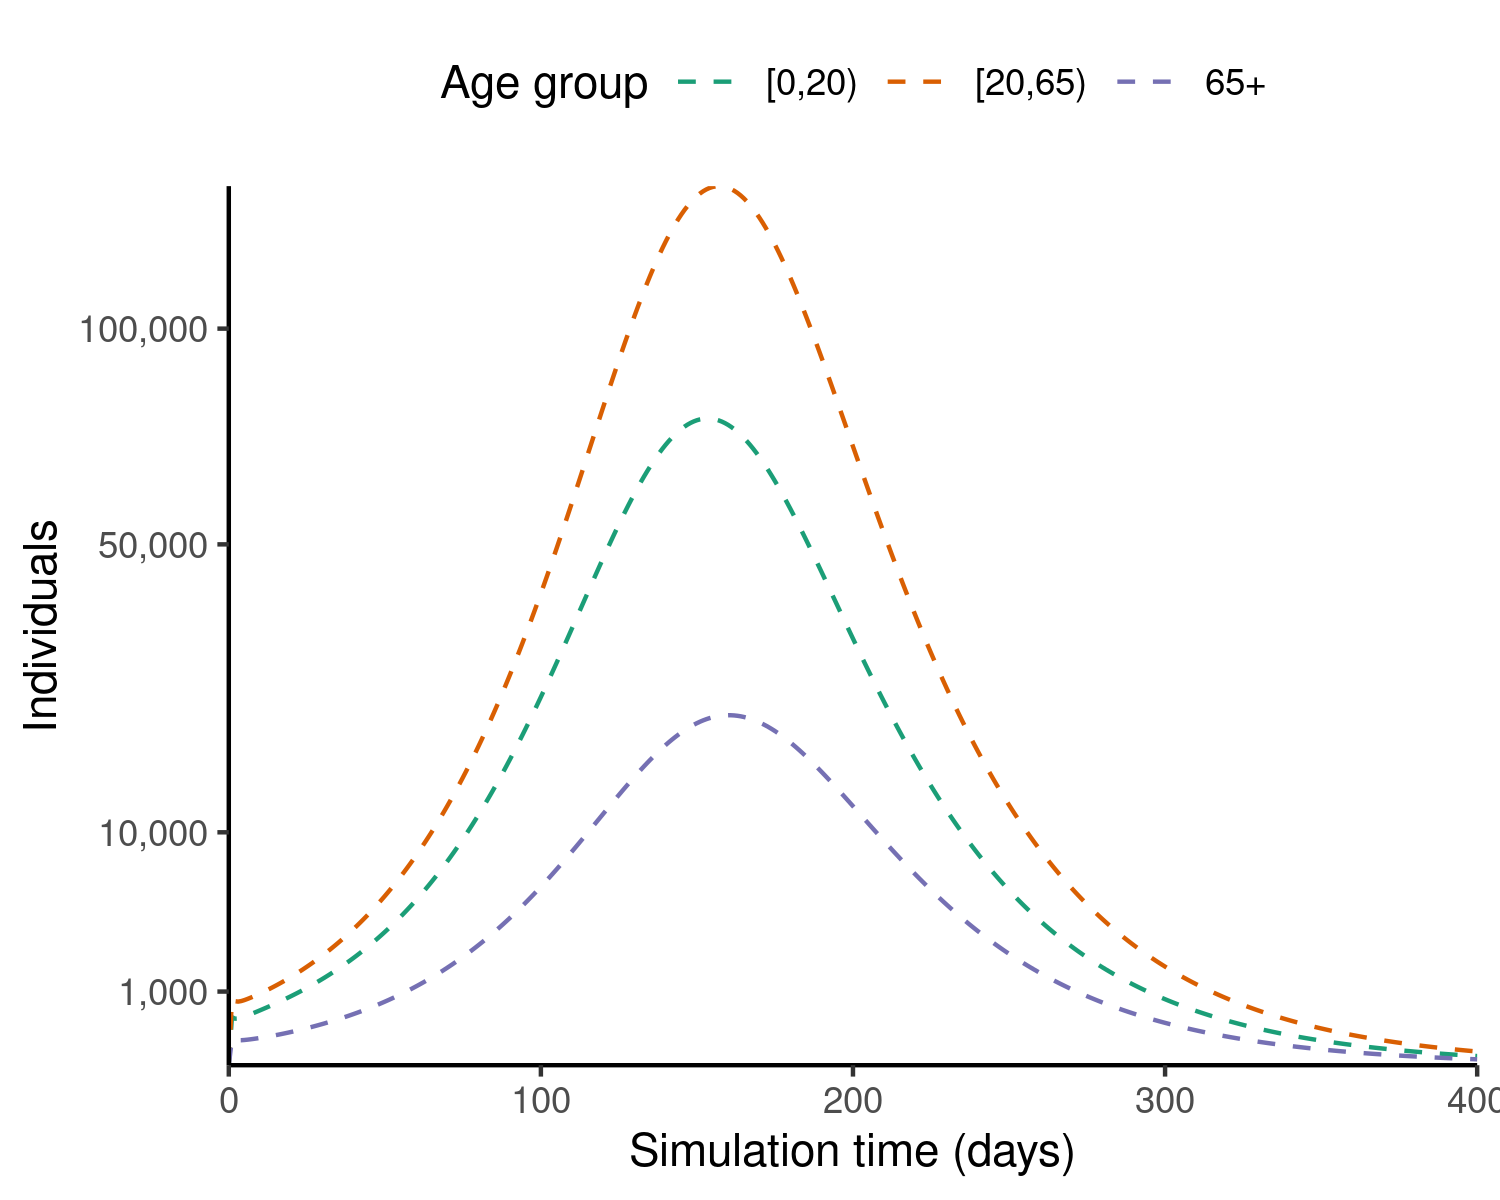 Age group [0,20) [20,65) 65+
100,000
50,000
10,000
1,000
Individuals
0 100 200 300 400
Simulation time (days)